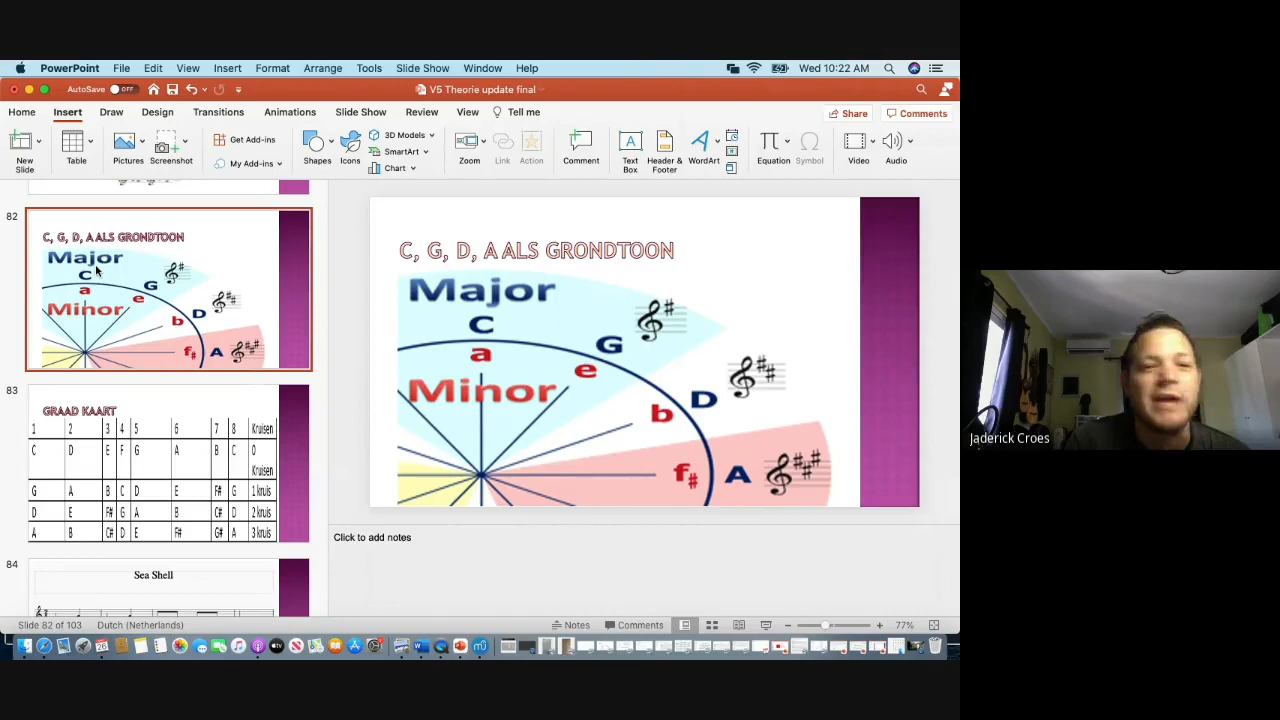 PowerPoint File Edit View Insert Format Arrange Tools Slide Show Window Help Wed 10:22 AM
AutoSave OFF V5 Theorie update final
Home Insert Draw Design Transitions Animations Slide Show Review View Tell me Share Comments
New Slide
Table
Pictures
Screenshot
Get Add-ins
My Add-ins
Shapes
Icons
3D Models
SmartArt
Chart
Zoom
Link
Action
Comment
Text Box
Header & Footer
WordArt
Equation
Symbol
Video
Audio
82
C, G, D, A ALS GRONDTOON
Major
C
G
a
e
Minor
D
b
f# A
83
GRAAD KAART
1 2 3 4 5 6 7 8 Kruisen
C D E F G A B C 0 Kruisen
G A B C D E F# G 1 kruis
D E F# G A B C# D 2 kruis
A B C# D E F# G# A 3 kruis
84
Sea Shell
C, G, D, A ALS GRONDTOON
Major
C
G
a
e
Minor
D
b
f# A
Click to add notes
Slide 82 of 103 Dutch (Netherlands) Notes Comments 77%
Jaderick Croes